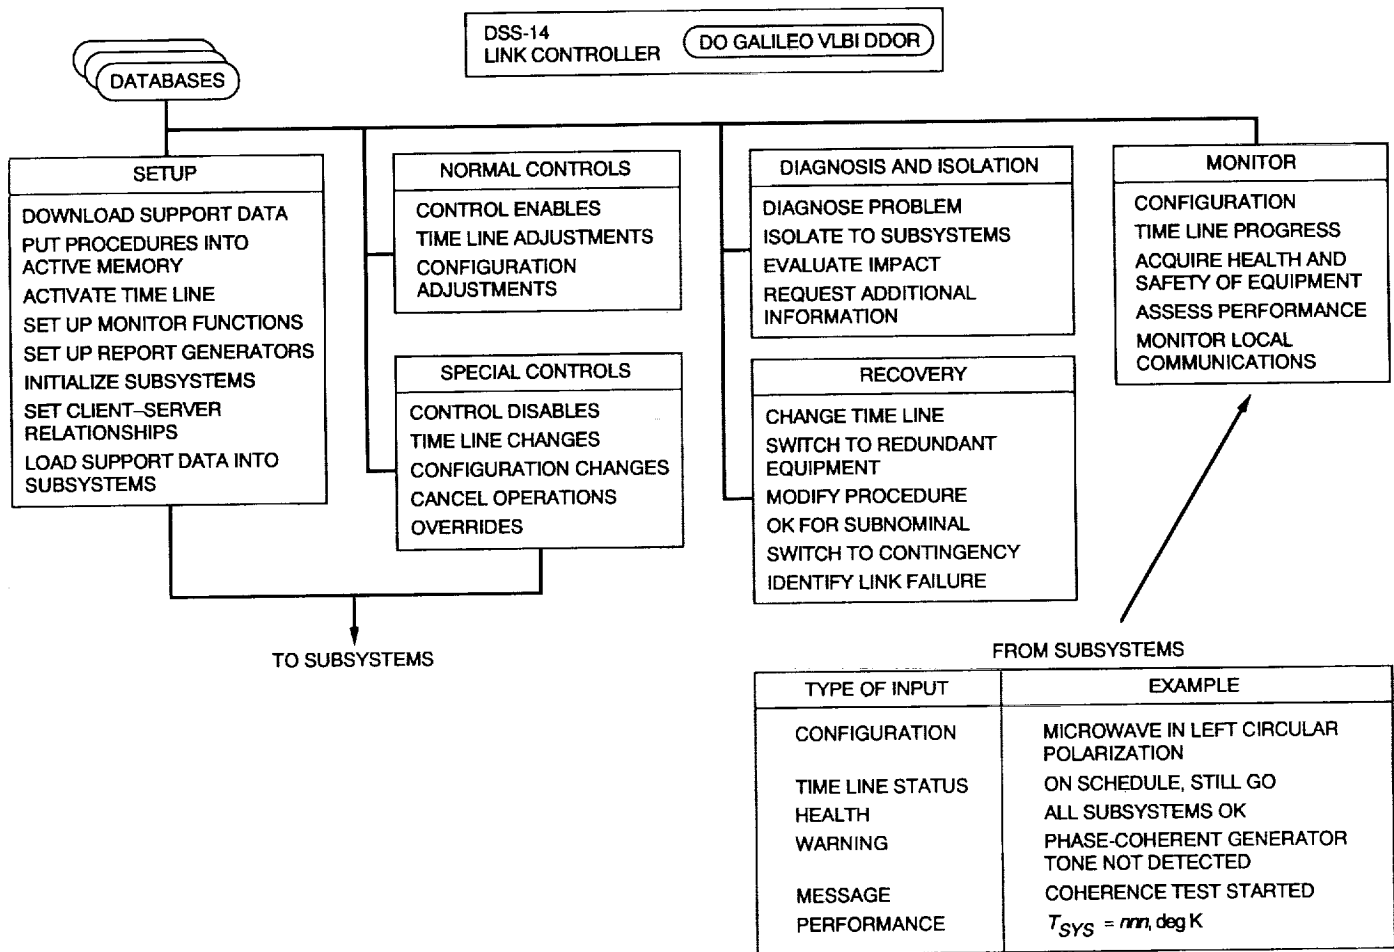 DSS-14
LINK CONTROLLER
DO GALILEO VLBI DDOR
DATABASES
SETUP
DOWNLOAD SUPPORT DATA
PUT PROCEDURES INTO
ACTIVE MEMORY
ACTIVATE TIME LINE
SET UP MONITOR FUNCTIONS
SET UP REPORT GENERATORS
INITIALIZE SUBSYSTEMS
SET CLIENT–SERVER
RELATIONSHIPS
LOAD SUPPORT DATA INTO
SUBSYSTEMS
NORMAL CONTROLS
CONTROL ENABLES
TIME LINE ADJUSTMENTS
CONFIGURATION
ADJUSTMENTS
SPECIAL CONTROLS
CONTROL DISABLES
TIME LINE CHANGES
CONFIGURATION CHANGES
CANCEL OPERATIONS
OVERRIDES
TO SUBSYSTEMS
DIAGNOSIS AND ISOLATION
DIAGNOSE PROBLEM
ISOLATE TO SUBSYSTEMS
EVALUATE IMPACT
REQUEST ADDITIONAL
INFORMATION
RECOVERY
CHANGE TIME LINE
SWITCH TO REDUNDANT
EQUIPMENT
MODIFY PROCEDURE
OK FOR SUBNOMINAL
SWITCH TO CONTINGENCY
IDENTIFY LINK FAILURE
MONITOR
CONFIGURATION
TIME LINE PROGRESS
ACQUIRE HEALTH AND
SAFETY OF EQUIPMENT
ASSESS PERFORMANCE
MONITOR LOCAL
COMMUNICATIONS
FROM SUBSYSTEMS
TYPE OF INPUT EXAMPLE
CONFIGURATION MICROWAVE IN LEFT CIRCULAR
POLARIZATION
TIME LINE STATUS ON SCHEDULE, STILL GO
HEALTH ALL SUBSYSTEMS OK
WARNING PHASE-COHERENT GENERATOR
TONE NOT DETECTED
MESSAGE COHERENCE TEST STARTED
PERFORMANCE T_SYS = nnn, deg K